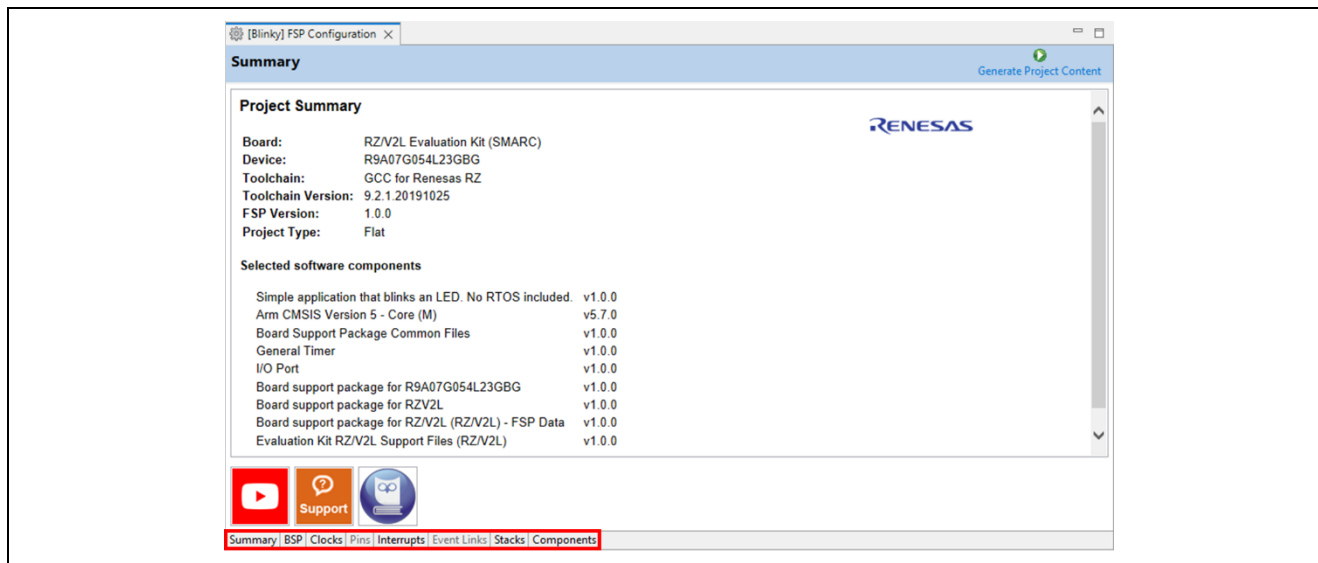 [Blinky] FSP Configuration
Summary
Generate Project Content
Project Summary
RENESAS
Board: RZ/V2L Evaluation Kit (SMARC)
Device: R9A07G054L23GBG
Toolchain: GCC for Renesas RZ
Toolchain Version: 9.2.1.20191025
FSP Version: 1.0.0
Project Type: Flat
Selected software components
Simple application that blinks an LED. No RTOS included. v1.0.0
Arm CMSIS Version 5 - Core (M) v5.7.0
Board Support Package Common Files v1.0.0
General Timer v1.0.0
I/O Port v1.0.0
Board support package for R9A07G054L23GBG v1.0.0
Board support package for RZV2L v1.0.0
Board support package for RZ/V2L (RZ/V2L) - FSP Data v1.0.0
Evaluation Kit RZ/V2L Support Files (RZ/V2L) v1.0.0
Support
Summary BSP Clocks Pins Interrupts Event Links Stacks Components